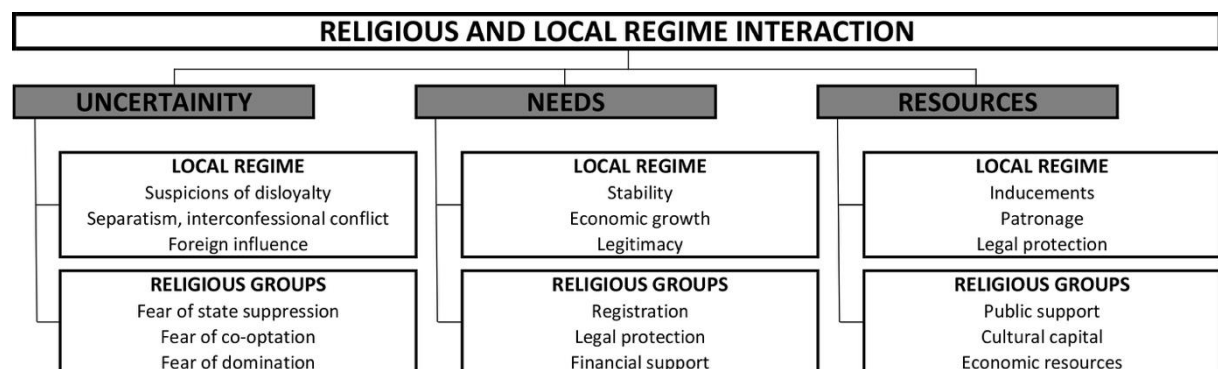 RELIGIOUS AND LOCAL REGIME INTERACTION
UNCERTAINITY
LOCAL REGIME
Suspicions of disloyalty
Separatism, interconfessional conflict
Foreign influence
RELIGIOUS GROUPS
Fear of state suppression
Fear of co-optation
Fear of domination
NEEDS
LOCAL REGIME
Stability
Economic growth
Legitimacy
RELIGIOUS GROUPS
Registration
Legal protection
Financial support
RESOURCES
LOCAL REGIME
Inducements
Patronage
Legal protection
RELIGIOUS GROUPS
Public support
Cultural capital
Economic resources